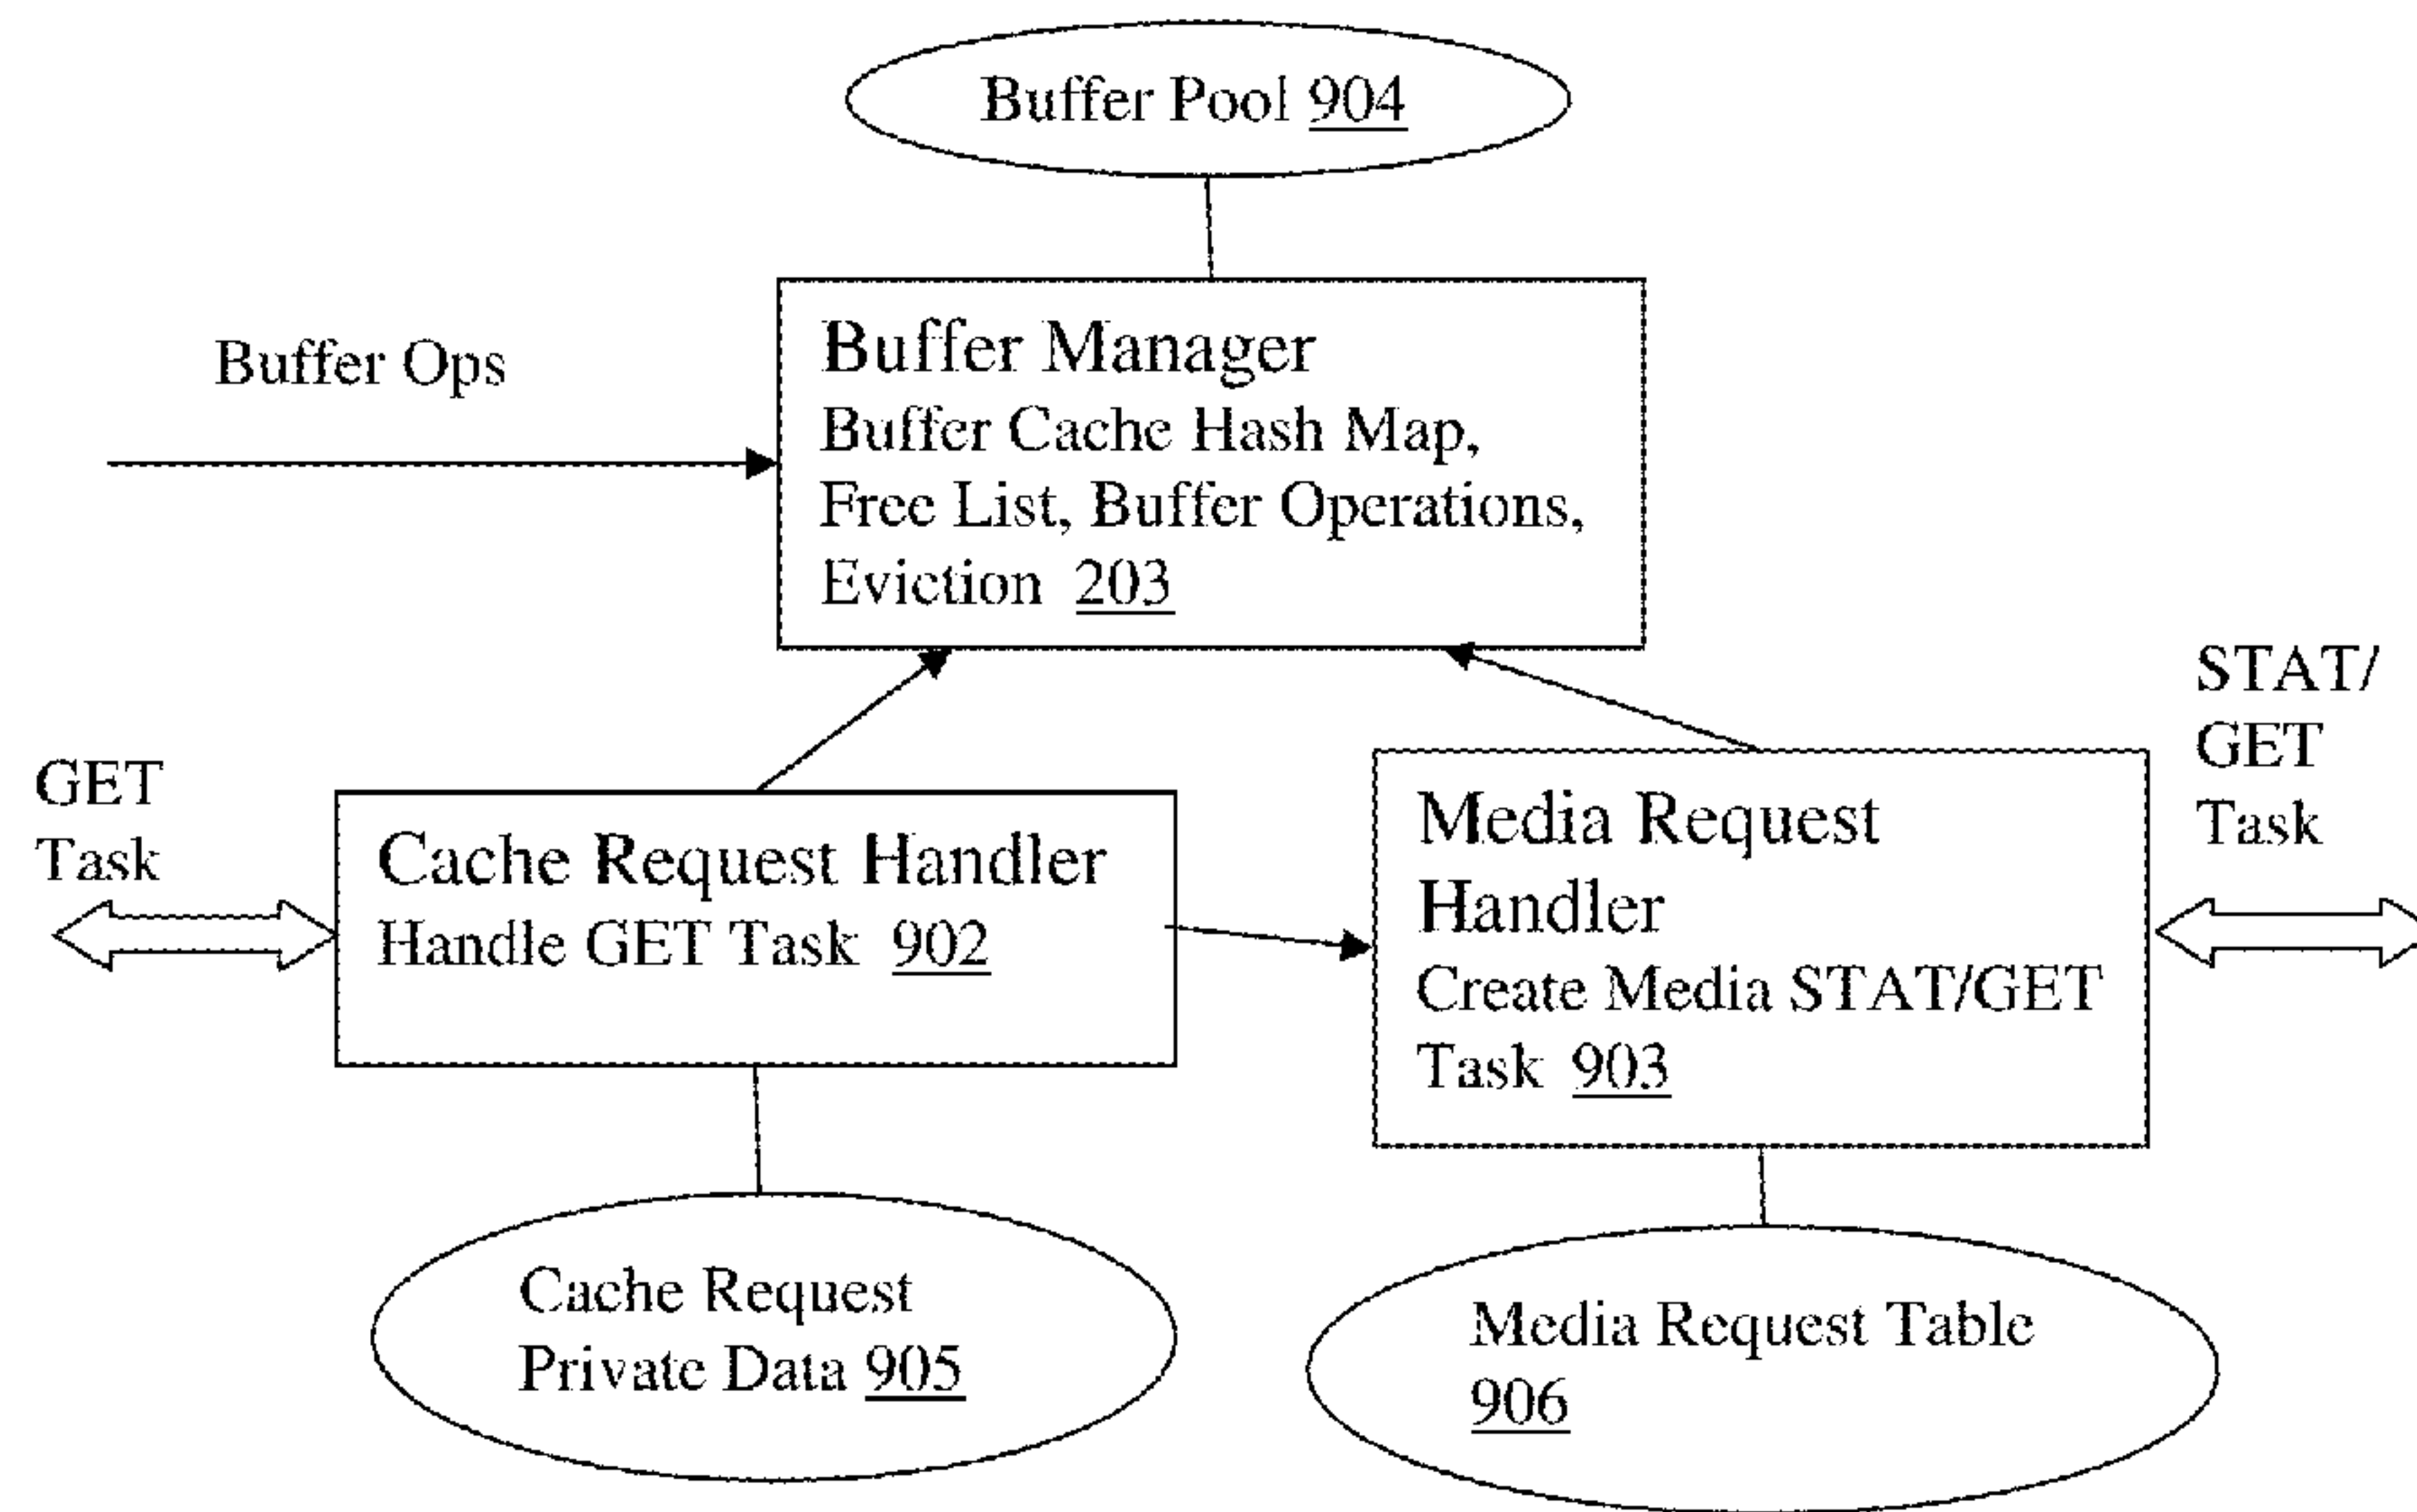 Buffer Pool 904
Buffer Ops
Buffer Manager
Buffer Cache Hash Map,
Free List, Buffer Operations,
Eviction 203
GET
Task
Cache Request Handler
Handle GET Task 902
Media Request
Handler
Create Media STAT/GET
Task 903
STAT/
GET
Task
Cache Request
Private Data 905
Media Request Table
906